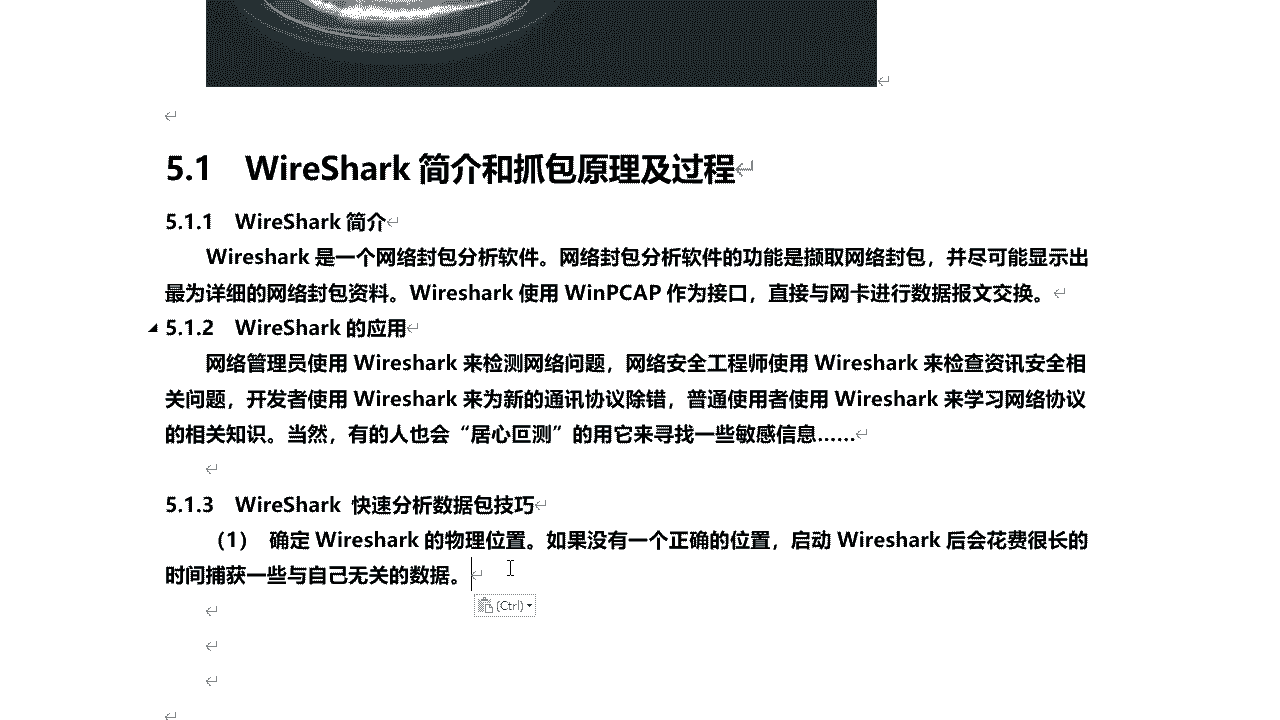 5.1 WireShark 简介和抓包原理及过程
5.1.1 WireShark 简介
Wireshark 是一个网络封包分析软件。网络封包分析软件的功能是撷取网络封包，并尽可能显示出
最为详细的网络封包资料。Wireshark 使用 WinPCAP 作为接口，直接与网卡进行数据报文交换。
5.1.2 WireShark 的应用
网络管理员使用 Wireshark 来检测网络问题，网络安全工程师使用 Wireshark 来检查资讯安全相
关问题，开发者使用 Wireshark 来为新的通讯协议除错，普通使用者使用 Wireshark 来学习网络协议
的相关知识。当然，有的人也会“居心叵测”的用它来寻找一些敏感信息……
5.1.3 WireShark 快速分析数据包技巧
（1） 确定 Wireshark 的物理位置。如果没有一个正确的位置，启动 Wireshark 后会花费很长的
时间捕获一些与自己无关的数据。
(Ctrl)